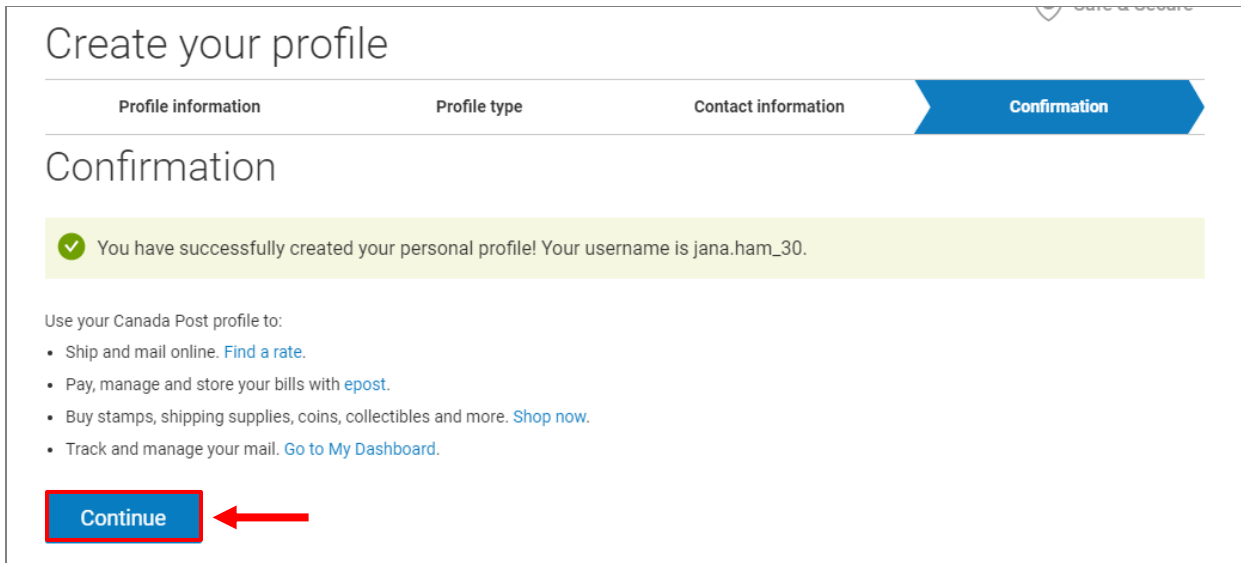 Safe & Secure
Create your profile
Profile information Profile type Contact information Confirmation
Confirmation
You have successfully created your personal profile! Your username is jana.ham_30.
Use your Canada Post profile to:
• Ship and mail online. Find a rate.
• Pay, manage and store your bills with epost.
• Buy stamps, shipping supplies, coins, collectibles and more. Shop now.
• Track and manage your mail. Go to My Dashboard.
Continue